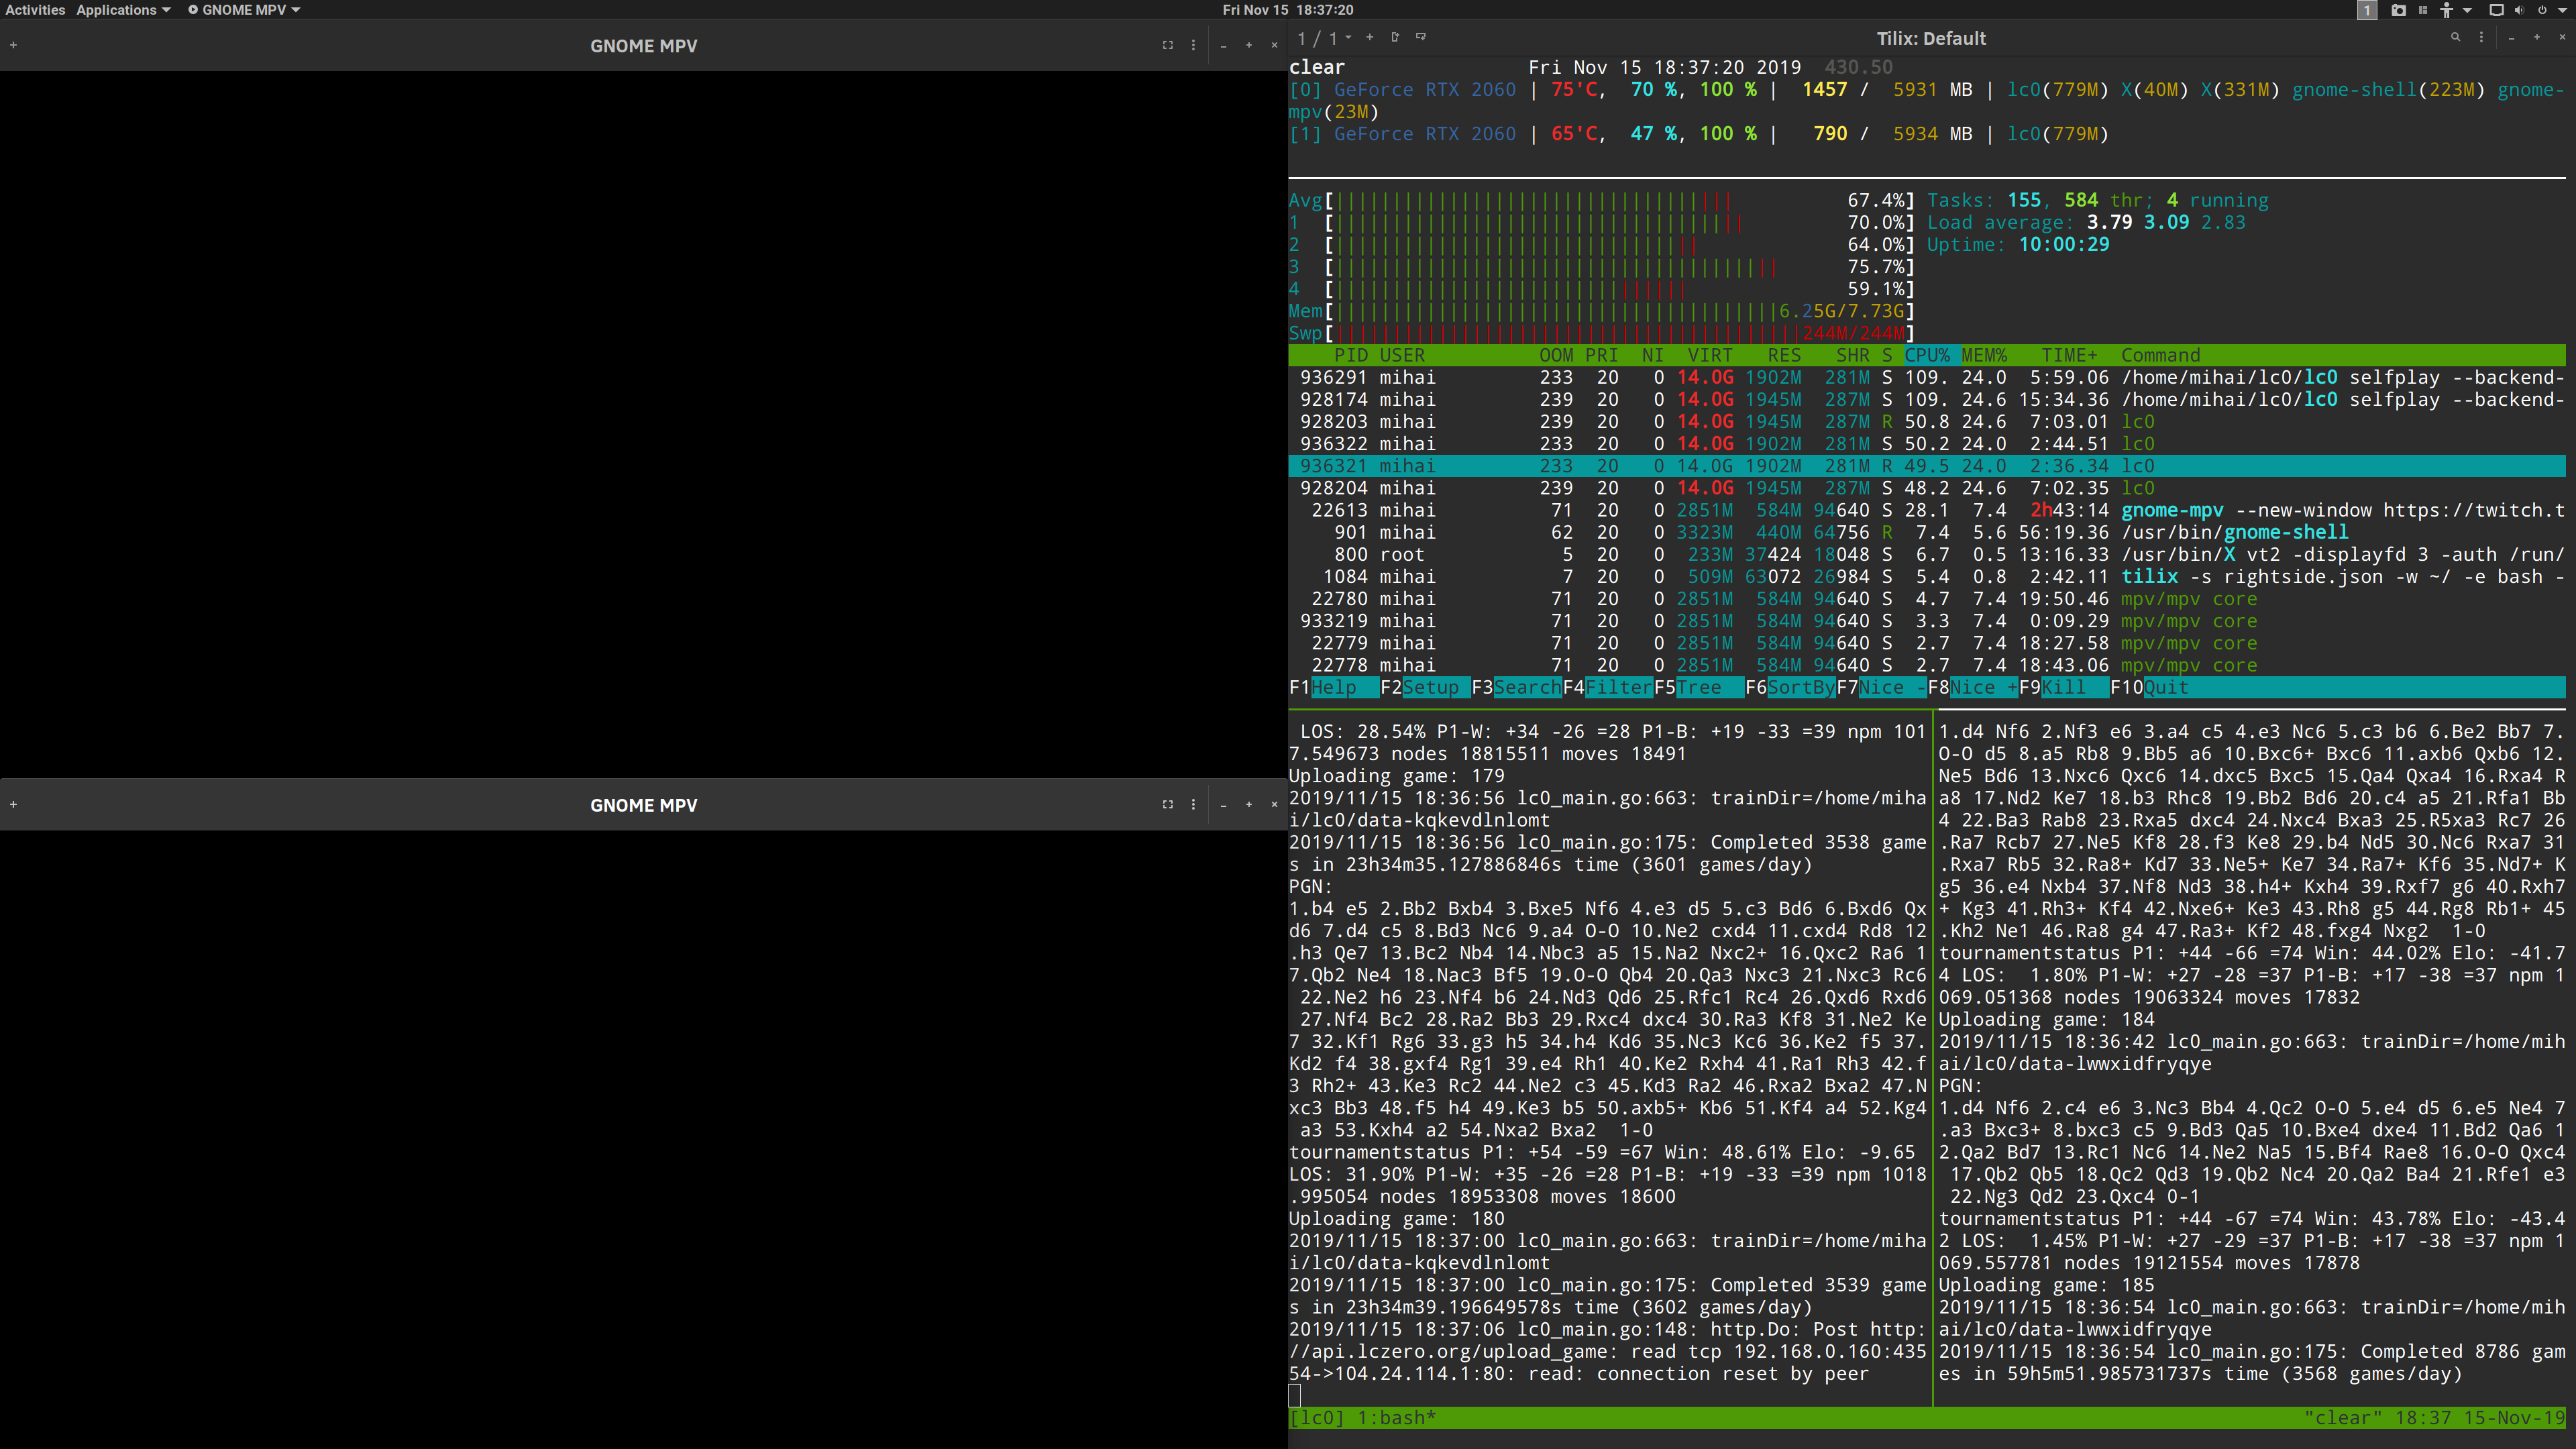 Activities Applications GNOME MPV Fri Nov 15 18:37:20 1
GNOME MPV
GNOME MPV
1 / 1 Tilix: Default
clear Fri Nov 15 18:37:20 2019 430.50
[0] GeForce RTX 2060 | 75'C, 70 %, 100 % | 1457 / 5931 MB | lc0(779M) X(40M) X(331M) gnome-shell(223M) gnome-
mpv(23M)
[1] GeForce RTX 2060 | 65'C, 47 %, 100 % | 790 / 5934 MB | lc0(779M)
Avg[ 67.4%] Tasks: 155, 584 thr; 4 running
1 [ 70.0%] Load average: 3.79 3.09 2.83
2 [ 64.0%] Uptime: 10:00:29
3 [ 75.7%]
4 [ 59.1%]
Mem[ 6.25G/7.73G]
Swp[ 244M/244M]
PID USER OOM PRI NI VIRT RES SHR S CPU% MEM% TIME+ Command
936291 mihai 233 20 0 14.0G 1902M 281M S 109. 24.0 5:59.06 /home/mihai/lc0/lc0 selfplay --backend-
928174 mihai 239 20 0 14.0G 1945M 287M S 109. 24.6 15:34.36 /home/mihai/lc0/lc0 selfplay --backend-
928203 mihai 239 20 0 14.0G 1945M 287M R 50.8 24.6 7:03.01 lc0
936322 mihai 233 20 0 14.0G 1902M 281M S 50.2 24.0 2:44.51 lc0
936321 mihai 233 20 0 14.0G 1902M 281M R 49.5 24.0 2:36.34 lc0
928204 mihai 239 20 0 14.0G 1945M 287M S 48.2 24.6 7:02.35 lc0
22613 mihai 71 20 0 2851M 584M 94640 S 28.1 7.4 2h43:14 gnome-mpv --new-window https://twitch.t
901 mihai 62 20 0 3323M 440M 64756 R 7.4 5.6 56:19.36 /usr/bin/gnome-shell
800 root 5 20 0 233M 37424 18048 S 6.7 0.5 13:16.33 /usr/bin/X vt2 -displayfd 3 -auth /run/
1084 mihai 7 20 0 509M 63072 26984 S 5.4 0.8 2:42.11 tilix -s rightside.json -w ~/ -e bash -
22780 mihai 71 20 0 2851M 584M 94640 S 4.7 7.4 19:50.46 mpv/mpv core
933219 mihai 71 20 0 2851M 584M 94640 S 3.3 7.4 0:09.29 mpv/mpv core
22779 mihai 71 20 0 2851M 584M 94640 S 2.7 7.4 18:27.58 mpv/mpv core
22778 mihai 71 20 0 2851M 584M 94640 S 2.7 7.4 18:43.06 mpv/mpv core
F1Help F2Setup F3SearchF4FilterF5Tree F6SortByF7Nice -F8Nice +F9Kill F10Quit
LOS: 28.54% P1-W: +34 -26 =28 P1-B: +19 -33 =39 npm 101
7.549673 nodes 18815511 moves 18491
Uploading game: 179
2019/11/15 18:36:56 lc0_main.go:663: trainDir=/home/miha
i/lc0/data-kqkevdlnlomt
2019/11/15 18:36:56 lc0_main.go:175: Completed 3538 game
s in 23h34m35.127886846s time (3601 games/day)
PGN:
1.b4 e5 2.Bb2 Bxb4 3.Bxe5 Nf6 4.e3 d5 5.c3 Bd6 6.Bxd6 Qx
d6 7.d4 c5 8.Bd3 Nc6 9.a4 O-O 10.Ne2 cxd4 11.cxd4 Rd8 12
.h3 Qe7 13.Bc2 Nb4 14.Nbc3 a5 15.Na2 Nxc2+ 16.Qxc2 Ra6 1
7.Qb2 Ne4 18.Nac3 Bf5 19.O-O Qb4 20.Qa3 Nxc3 21.Nxc3 Rc6
22.Ne2 h6 23.Nf4 b6 24.Nd3 Qd6 25.Rfc1 Rc4 26.Qxd6 Rxd6
27.Nf4 Bc2 28.Ra2 Bb3 29.Rxc4 dxc4 30.Ra3 Kf8 31.Ne2 Ke
7 32.Kf1 Rg6 33.g3 h5 34.h4 Kd6 35.Nc3 Kc6 36.Ke2 f5 37.
Kd2 f4 38.gxf4 Rg1 39.e4 Rh1 40.Ke2 Rxh4 41.Ra1 Rh3 42.f
3 Rh2+ 43.Ke3 Rc2 44.Ne2 c3 45.Kd3 Ra2 46.Rxa2 Bxa2 47.N
xc3 Bb3 48.f5 h4 49.Ke3 b5 50.axb5+ Kb6 51.Kf4 a4 52.Kg4
a3 53.Kxh4 a2 54.Nxa2 Bxa2 1-0
tournamentstatus P1: +54 -59 =67 Win: 48.61% Elo: -9.65
LOS: 31.90% P1-W: +35 -26 =28 P1-B: +19 -33 =39 npm 1018
.995054 nodes 18953308 moves 18600
Uploading game: 180
2019/11/15 18:37:00 lc0_main.go:663: trainDir=/home/miha
i/lc0/data-kqkevdlnlomt
2019/11/15 18:37:00 lc0_main.go:175: Completed 3539 game
s in 23h34m39.196649578s time (3602 games/day)
2019/11/15 18:37:06 lc0_main.go:148: http.Do: Post http:
//api.lczero.org/upload_game: read tcp 192.168.0.160:435
54->104.24.114.1:80: read: connection reset by peer
1.d4 Nf6 2.Nf3 e6 3.a4 c5 4.e3 Nc6 5.c3 b6 6.Be2 Bb7 7.
O-O d5 8.a5 Rb8 9.Bb5 a6 10.Bxc6+ Bxc6 11.axb6 Qxb6 12.
Ne5 Bd6 13.Nxc6 Qxc6 14.dxc5 Bxc5 15.Qa4 Qxa4 16.Rxa4 R
a8 17.Nd2 Ke7 18.b3 Rhc8 19.Bb2 Bd6 20.c4 a5 21.Rfa1 Bb
4 22.Ba3 Rab8 23.Rxa5 dxc4 24.Nxc4 Bxa3 25.R5xa3 Rc7 26
.Ra7 Rcb7 27.Ne5 Kf8 28.f3 Ke8 29.b4 Nd5 30.Nc6 Rxa7 31
.Rxa7 Rb5 32.Ra8+ Kd7 33.Ne5+ Ke7 34.Ra7+ Kf6 35.Nd7+ K
g5 36.e4 Nxb4 37.Nf8 Nd3 38.h4+ Kxh4 39.Rxf7 g6 40.Rxh7
+ Kg3 41.Rh3+ Kf4 42.Nxe6+ Ke3 43.Rh8 g5 44.Rg8 Rb1+ 45
.Kh2 Ne1 46.Ra8 g4 47.Ra3+ Kf2 48.fxg4 Nxg2 1-0
tournamentstatus P1: +44 -66 =74 Win: 44.02% Elo: -41.7
4 LOS: 1.80% P1-W: +27 -28 =37 P1-B: +17 -38 =37 npm 1
069.051368 nodes 19063324 moves 17832
Uploading game: 184
2019/11/15 18:36:42 lc0_main.go:663: trainDir=/home/mih
ai/lc0/data-lwwxidfryqye
PGN:
1.d4 Nf6 2.c4 e6 3.Nc3 Bb4 4.Qc2 O-O 5.e4 d5 6.e5 Ne4 7
.a3 Bxc3+ 8.bxc3 c5 9.Bd3 Qa5 10.Bxe4 dxe4 11.Bd2 Qa6 1
2.Qa2 Bd7 13.Rc1 Nc6 14.Ne2 Na5 15.Bf4 Rae8 16.O-O Qxc4
17.Qb2 Qb5 18.Qc2 Qd3 19.Qb2 Nc4 20.Qa2 Ba4 21.Rfe1 e3
22.Ng3 Qd2 23.Qxc4 0-1
tournamentstatus P1: +44 -67 =74 Win: 43.78% Elo: -43.4
2 LOS: 1.45% P1-W: +27 -29 =37 P1-B: +17 -38 =37 npm 1
069.557781 nodes 19121554 moves 17878
Uploading game: 185
2019/11/15 18:36:54 lc0_main.go:663: trainDir=/home/mih
ai/lc0/data-lwwxidfryqye
2019/11/15 18:36:54 lc0_main.go:175: Completed 8786 gam
es in 59h5m51.985731737s time (3568 games/day)
[lc0] 1:bash* "clear" 18:37 15-Nov-19